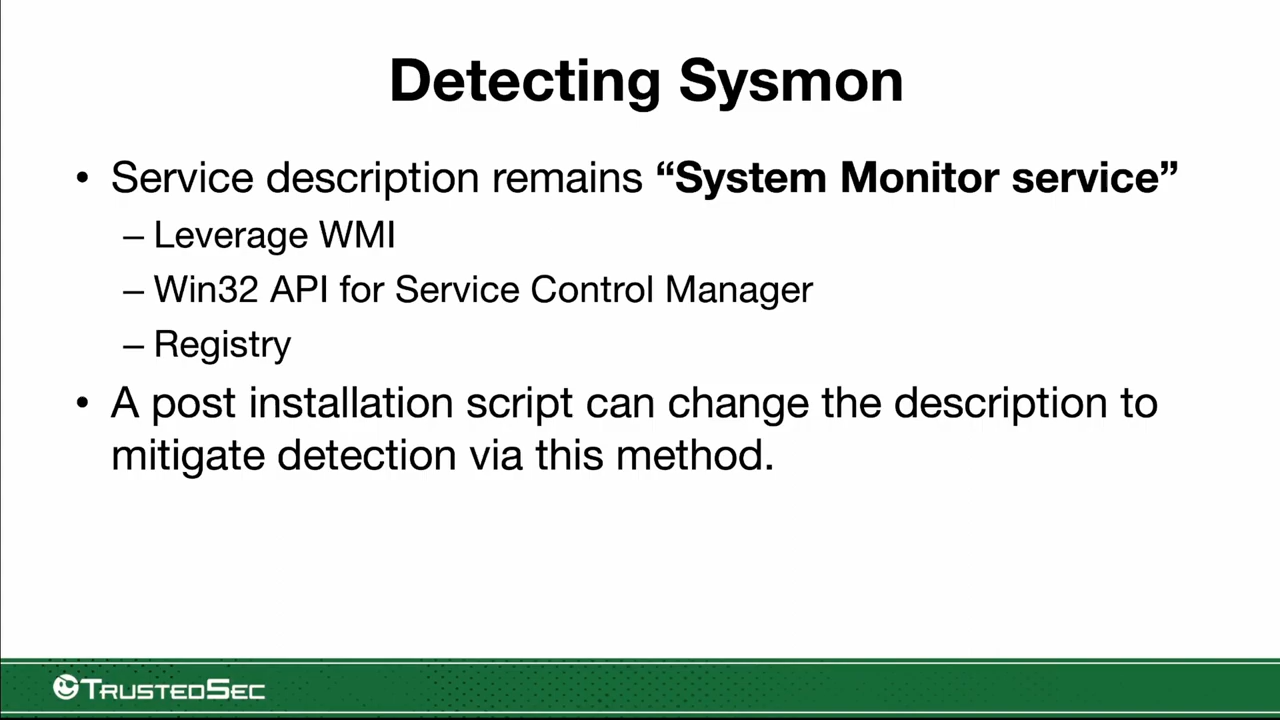 Detecting Sysmon
• Service description remains “System Monitor service”
– Leverage WMI
– Win32 API for Service Control Manager
– Registry
• A post installation script can change the description to
mitigate detection via this method.
TRUSTEDSEC